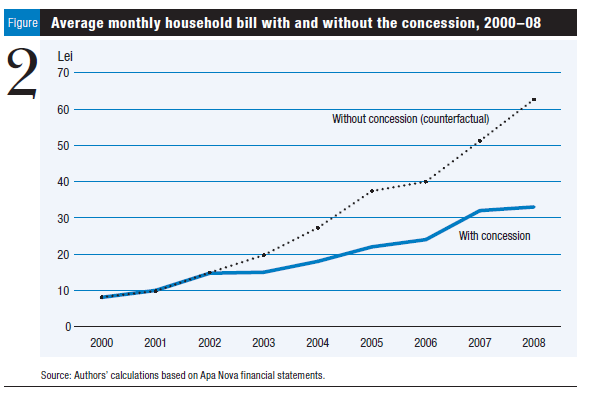 Figure 2
Average monthly household bill with and without the concession, 2000–08
Lei
70
60
50
40
30
20
10
0
Without concession (counterfactual)
With concession
2000 2001 2002 2003 2004 2005 2006 2007 2008
Source: Authors' calculations based on Apa Nova financial statements.